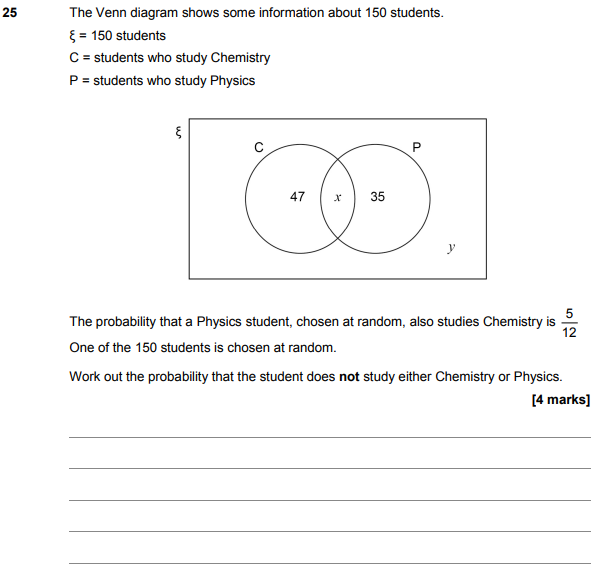 25 The Venn diagram shows some information about 150 students.
ξ = 150 students
C = students who study Chemistry
P = students who study Physics
ξ
C P
47 x 35
y
The probability that a Physics student, chosen at random, also studies Chemistry is 5/12
One of the 150 students is chosen at random.
Work out the probability that the student does not study either Chemistry or Physics.
[4 marks]